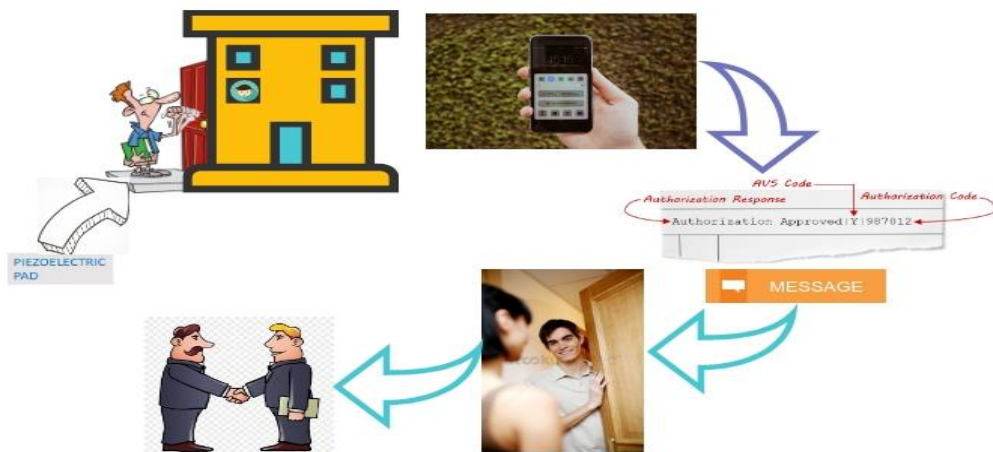 AVS Code
Authorization Response
Authorization Code
Authorization Approved|Y|987012
PIEZOELECTRIC
PAD
MESSAGE